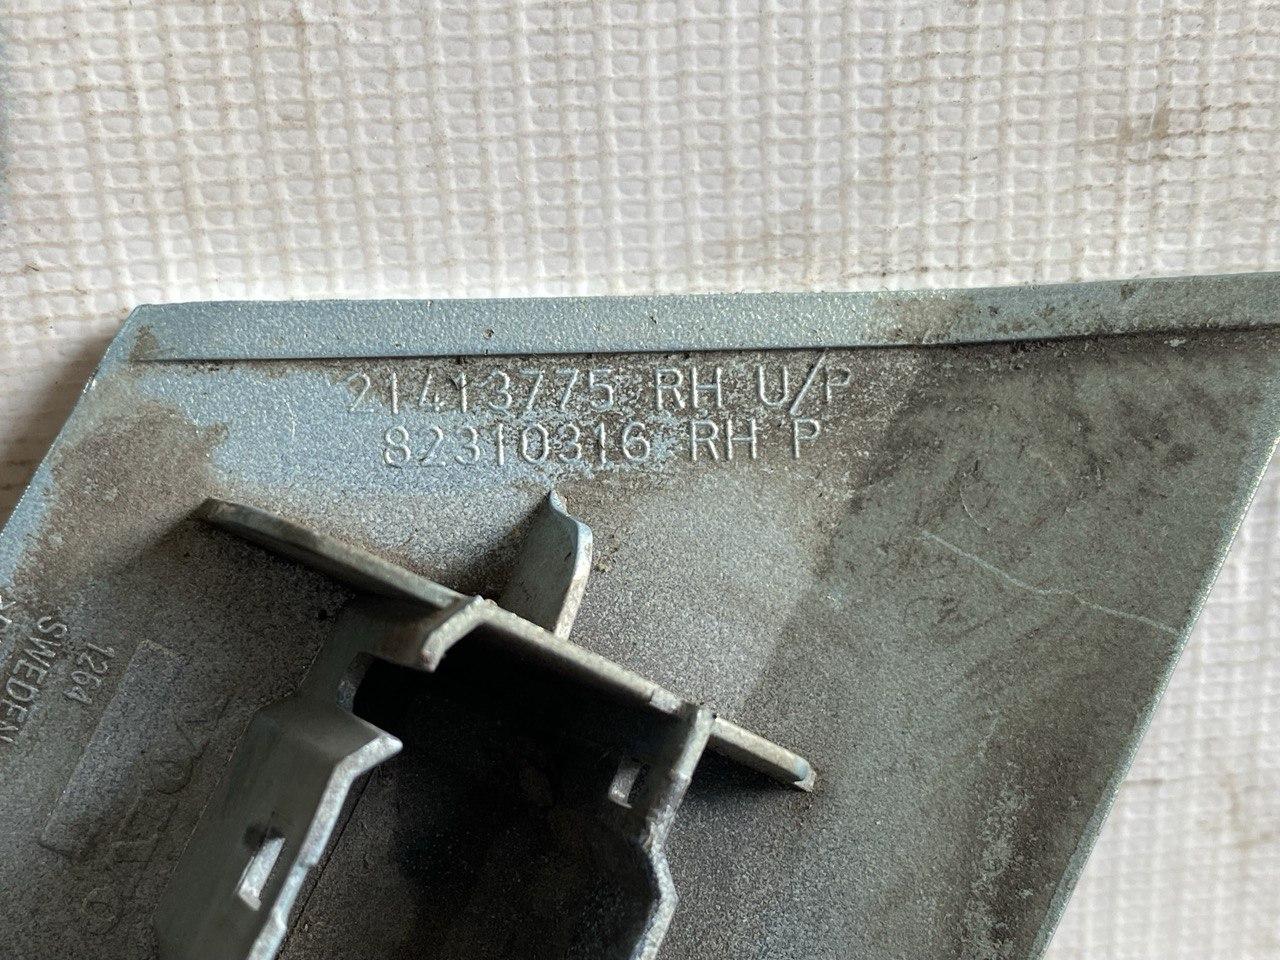 21413775 RH U/P
82310316 RH P
SWEDEN
1264